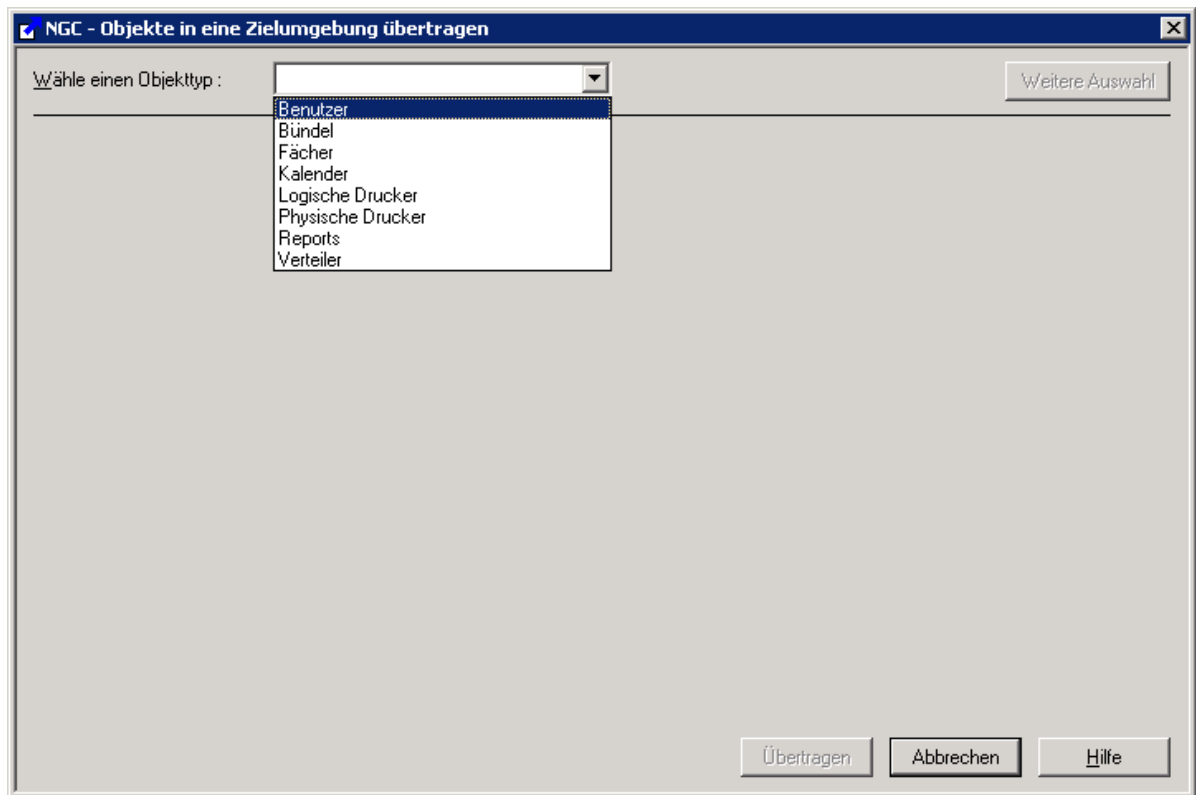 NGC - Objekte in eine Zielumgebung übertragen
Wähle einen Objekttyp :
Weitere Auswahl
Benutzer
Bündel
Fächer
Kalender
Logische Drucker
Physische Drucker
Reports
Verteiler
Übertragen
Abbrechen
Hilfe